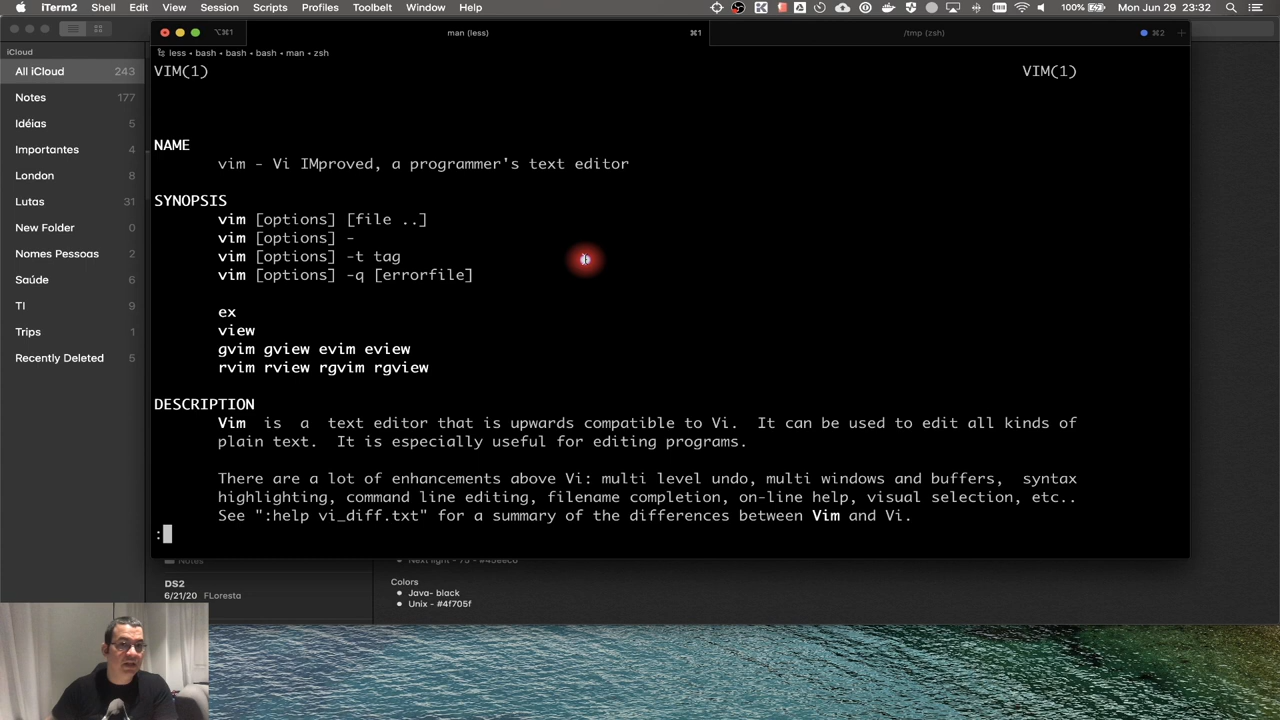 iTerm2 Shell Edit View Session Scripts Profiles Toolbelt Window Help 100% Mon Jun 29 23:32
⌥⌘1 man (less) ⌘1 /tmp (zsh) ⌘2 +
iCloud
All iCloud 243
Notes 177
Idéias 5
Importantes 4
London 8
Lutas 31
New Folder 0
Nomes Pessoas 2
Saúde 6
TI 9
Trips 1
Recently Deleted 5
less • bash • bash • bash • man • zsh
VIM(1) VIM(1)
NAME
vim - Vi IMproved, a programmer's text editor
SYNOPSIS
vim [options] [file ..]
vim [options] -
vim [options] -t tag
vim [options] -q [errorfile]
ex
view
gvim gview evim eview
rvim rview rgvim rgview
DESCRIPTION
Vim is a text editor that is upwards compatible to Vi. It can be used to edit all kinds of
plain text. It is especially useful for editing programs.
There are a lot of enhancements above Vi: multi level undo, multi windows and buffers, syntax
highlighting, command line editing, filename completion, on-line help, visual selection, etc..
See ":help vi_diff.txt" for a summary of the differences between Vim and Vi.
:
Notes
DS2
6/21/20 FLoresta
Colors
Java- black
Unix - #4f705f